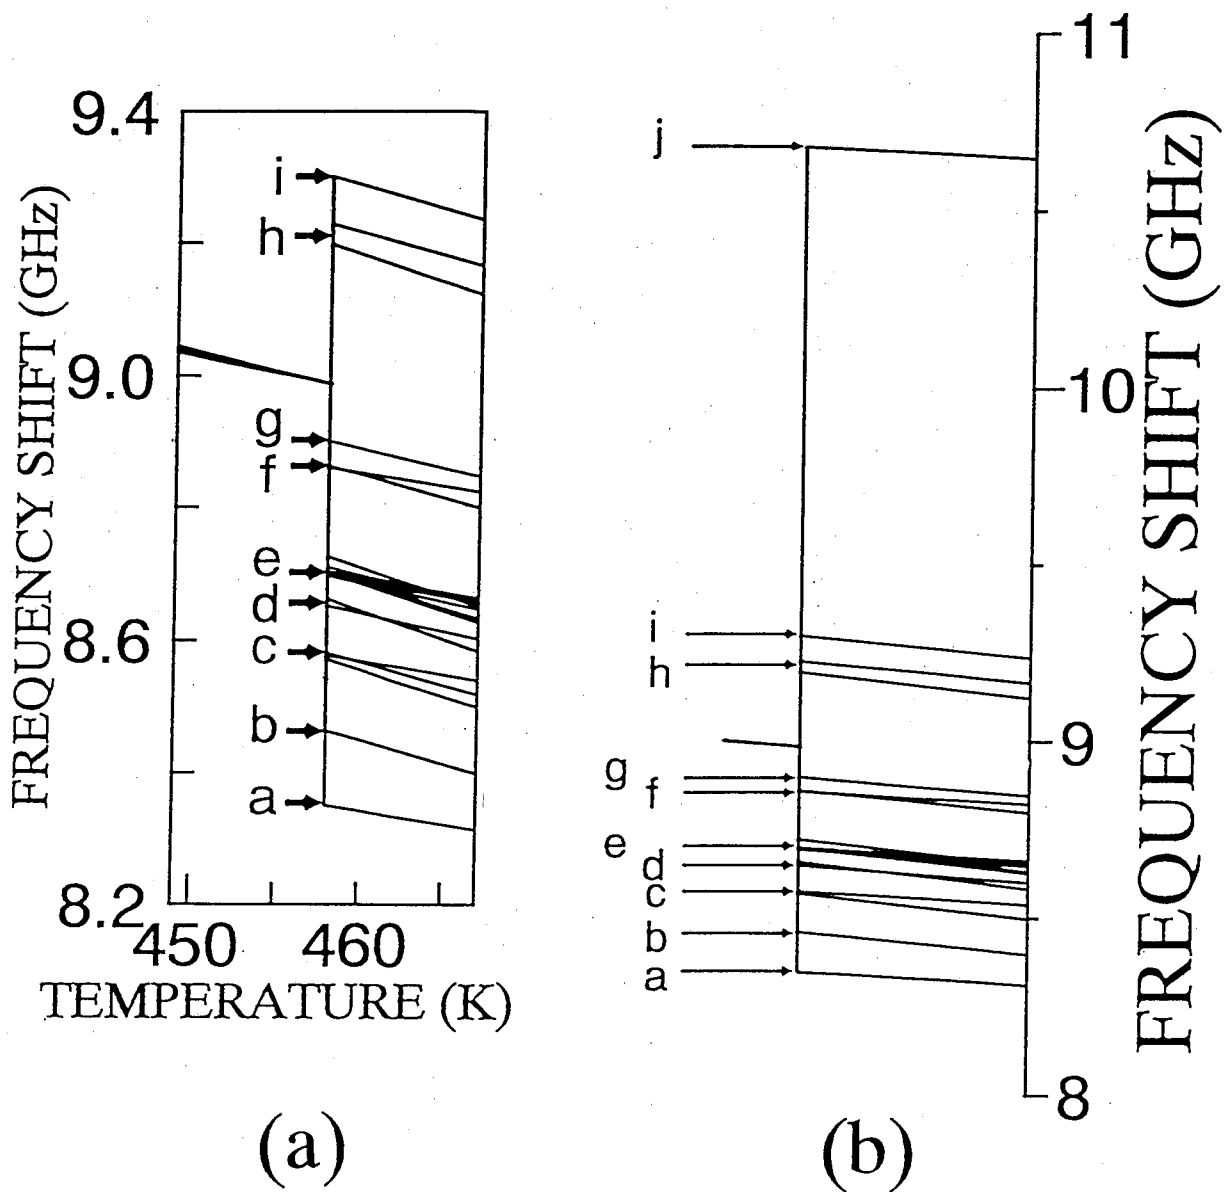 9.4
9.0
8.6
8.2
FREQUENCY SHIFT (GHz)
i
h
g
f
e
d
c
b
a
450 460
TEMPERATURE (K)
(a)
j
i
h
g
f
e
d
c
b
a
11
10
9
8
FREQUENCY SHIFT (GHz)
(b)